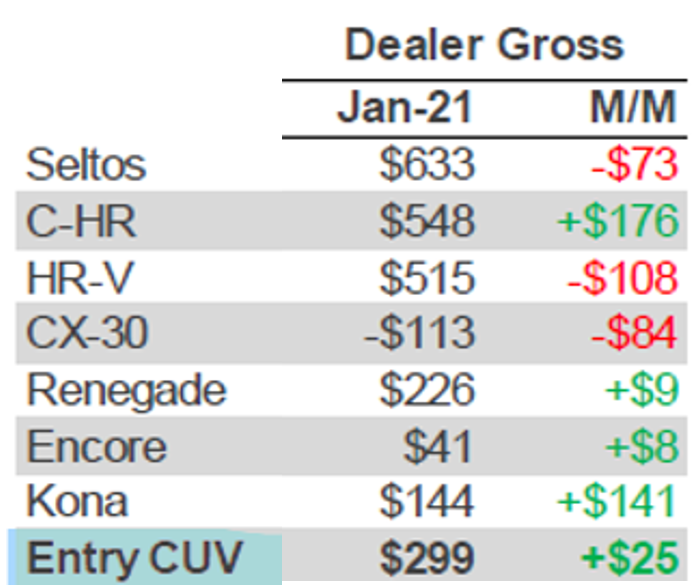 Dealer Gross
Jan-21 M/M
Seltos $633 -$73
C-HR $548 +$176
HR-V $515 -$108
CX-30 -$113 -$84
Renegade $226 +$9
Encore $41 +$8
Kona $144 +$141
Entry CUV $299 +$25